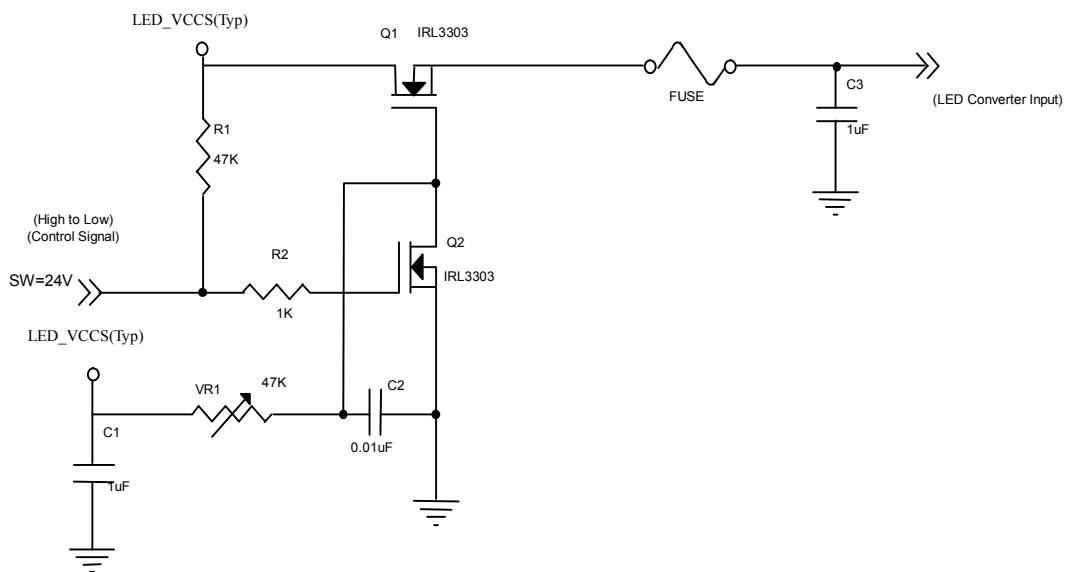 LED_VCCS(Typ)
Q1 IRL3303
FUSE
C3
1uF
(LED Converter Input)
R1
47K
(High to Low)
(Control Signal)
SW=24V
R2
1K
Q2
IRL3303
LED_VCCS(Typ)
VR1
47K
C2
0.01uF
C1
1uF